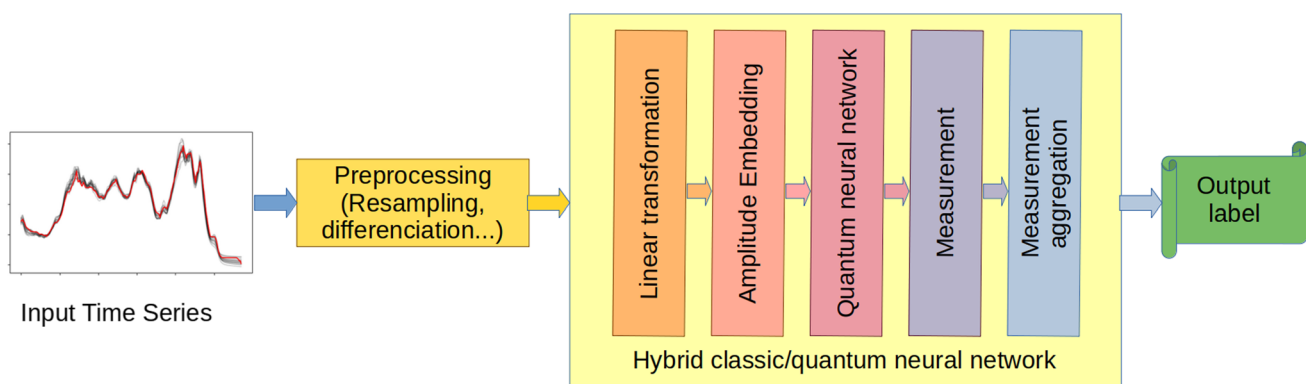 Input Time Series
Preprocessing
(Resampling,
differenciation...)
Linear transformation
Amplitude Embedding
Quantum neural network
Measurement
Measurement
aggregation
Hybrid classic/quantum neural network
Output
label